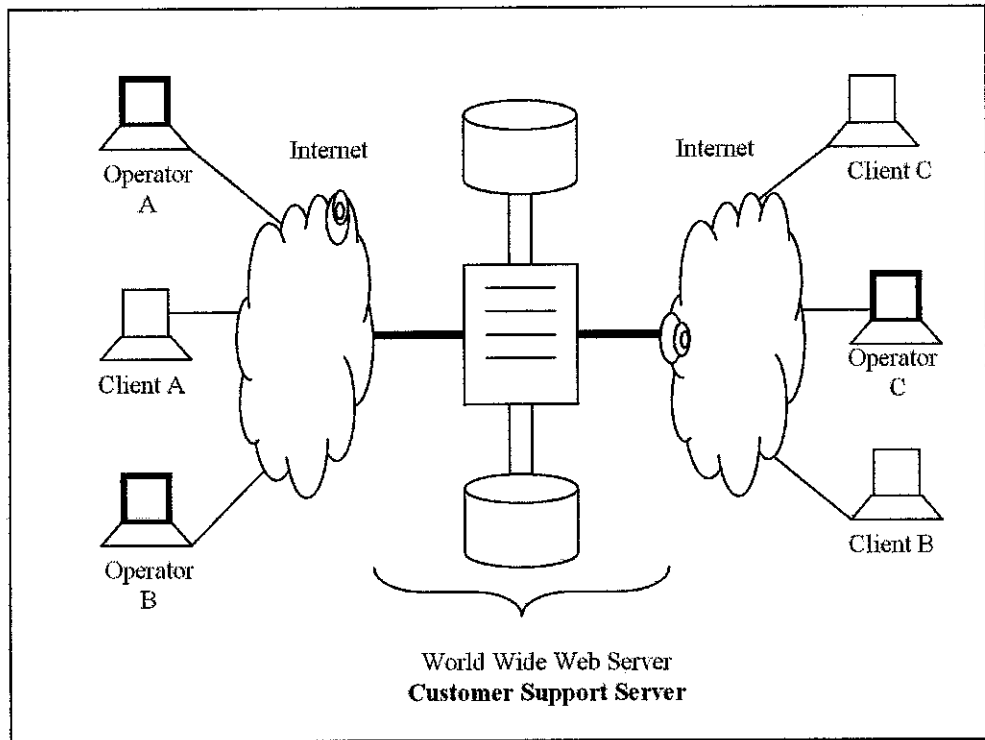 Operator
A
Internet
Internet
Client C
Client A
Operator
C
Operator
B
Client B
World Wide Web Server
Customer Support Server